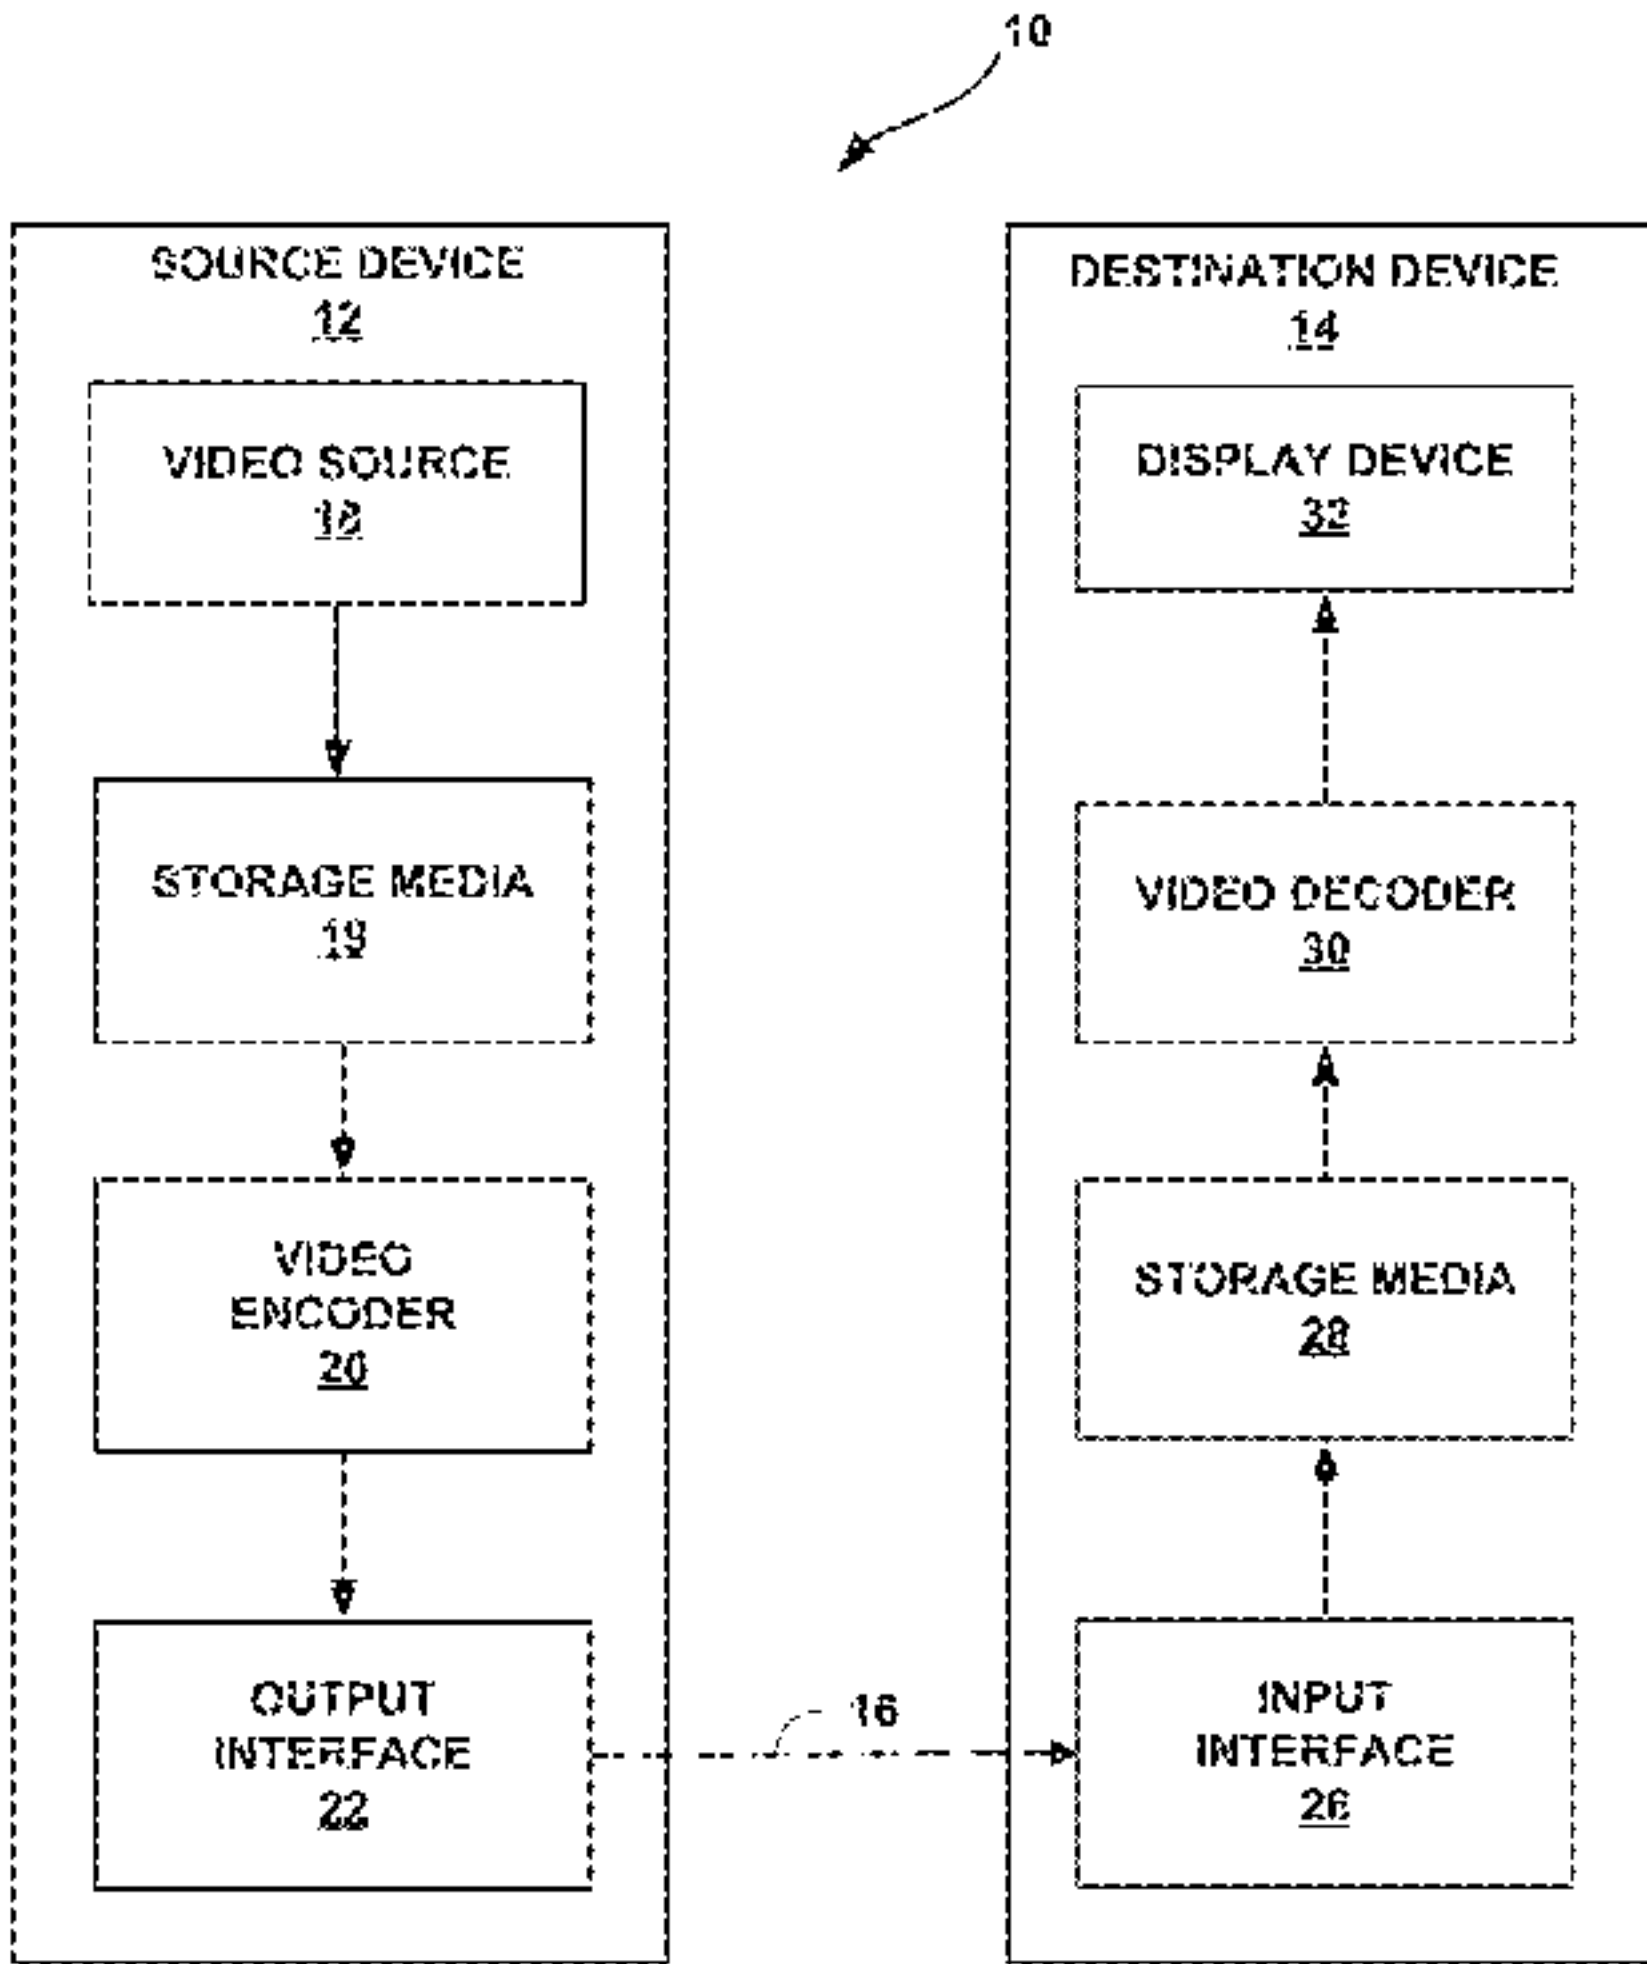 10
SOURCE DEVICE
12
VIDEO SOURCE
18
STORAGE MEDIA
19
VIDEO
ENCODER
20
OUTPUT
INTERFACE
22
16
DESTINATION DEVICE
14
DISPLAY DEVICE
32
VIDEO DECODER
30
STORAGE MEDIA
28
INPUT
INTERFACE
26